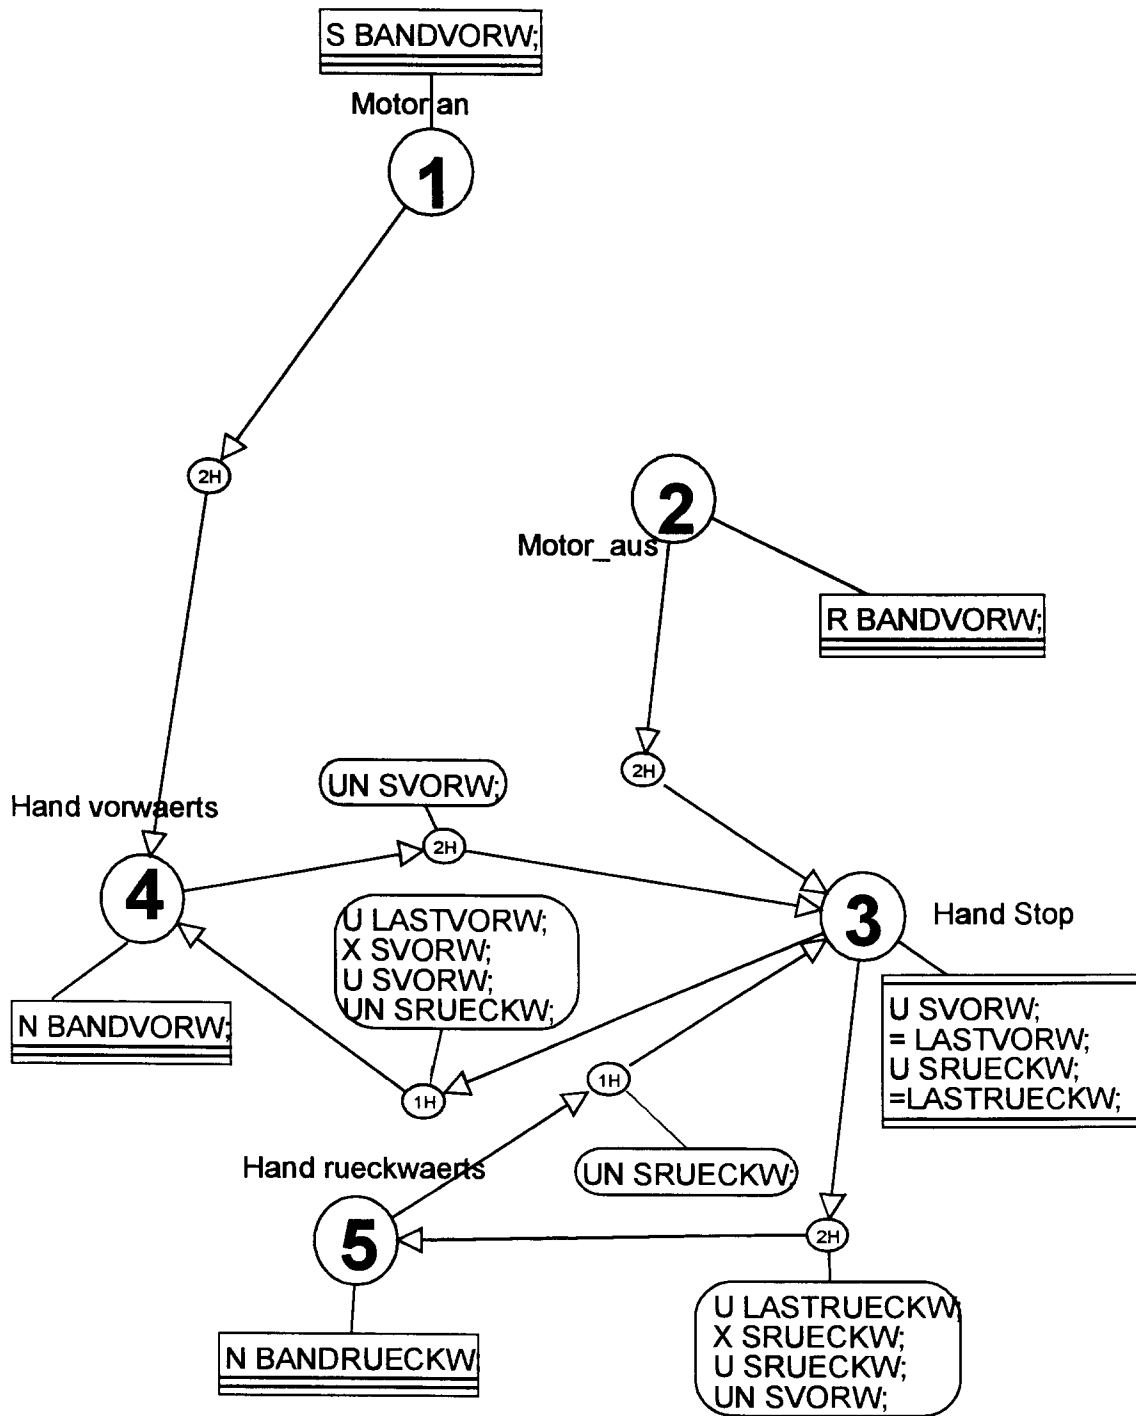 S BANDVORW;
Motor an
1
2H
2
Motor_aus
R BANDVORW;
2H
UN SVORW;
Hand vorwaerts
2H
4
3
Hand Stop
U LASTVORW;
X SVORW;
U SVORW;
UN SRUECKW;
N BANDVORW;
U SVORW;
= LASTVORW;
U SRUECKW;
=LASTRUECKW;
1H
1H
Hand rueckwaerts
UN SRUECKW;
5
2H
U LASTRUECKW;
X SRUECKW;
U SRUECKW;
UN SVORW;
N BANDRUECKW